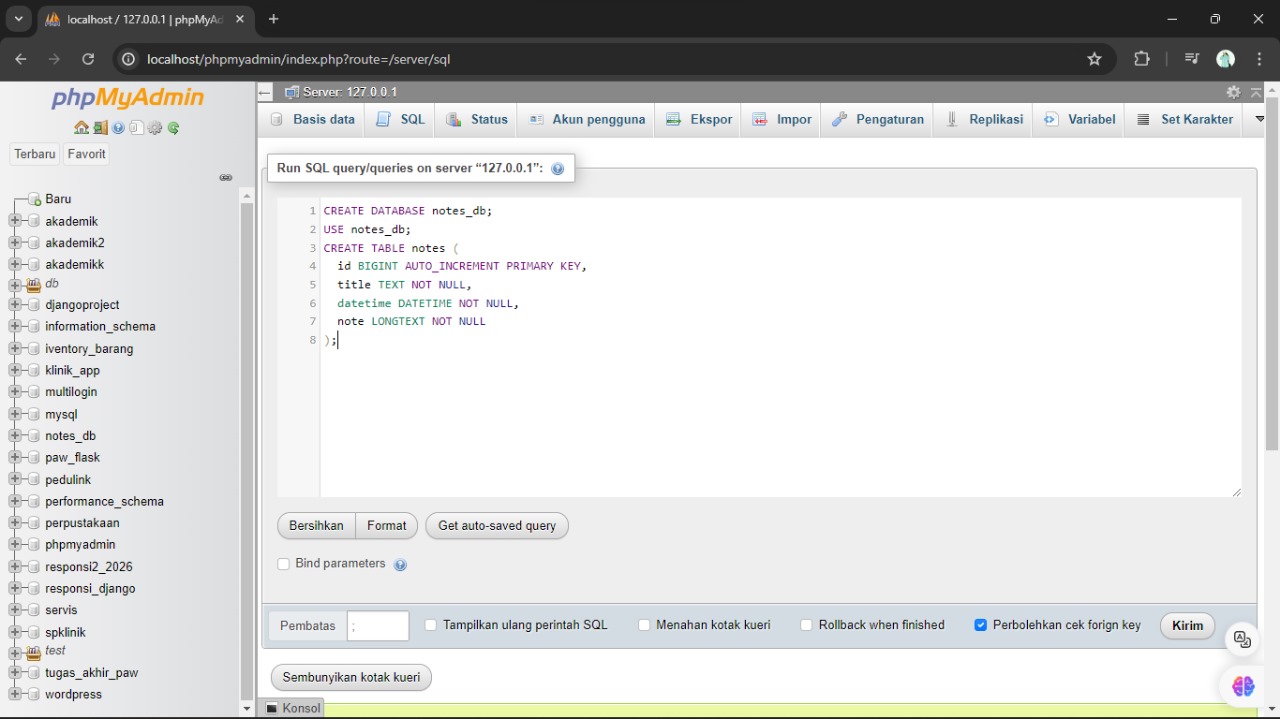 localhost / 127.0.0.1 | phpMyAd
localhost/phpmyadmin/index.php?route=/server/sql
phpMyAdmin
Terbaru
Favorit
Baru
akademik
akademik2
akademikk
db
djangoproject
information_schema
iventory_barang
klinik_app
multilogin
mysql
notes_db
paw_flask
pedulink
performance_schema
perpustakaan
phpmyadmin
responsi2_2026
responsi_django
servis
spklinik
test
tugas_akhir_paw
wordpress
Server: 127.0.0.1
Basis data
SQL
Status
Akun pengguna
Ekspor
Impor
Pengaturan
Replikasi
Variabel
Set Karakter
Run SQL query/queries on server “127.0.0.1”:
1 CREATE DATABASE notes_db;
2 USE notes_db;
3 CREATE TABLE notes (
4 id BIGINT AUTO_INCREMENT PRIMARY KEY,
5 title TEXT NOT NULL,
6 datetime DATETIME NOT NULL,
7 note LONGTEXT NOT NULL
8 );
Bersihkan
Format
Get auto-saved query
Bind parameters
Pembatas
;
Tampilkan ulang perintah SQL
Menahan kotak kueri
Rollback when finished
Perbolehkan cek forign key
Kirim
Sembunyikan kotak kueri
Konsol